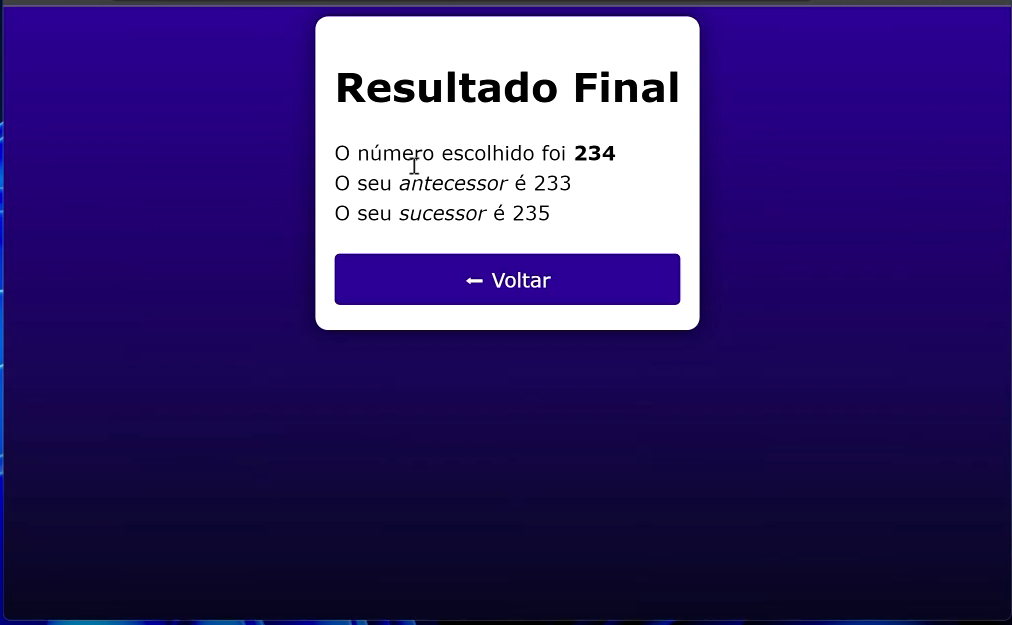 Resultado Final
O número escolhido foi 234
O seu antecessor é 233
O seu sucessor é 235
⬅ Voltar